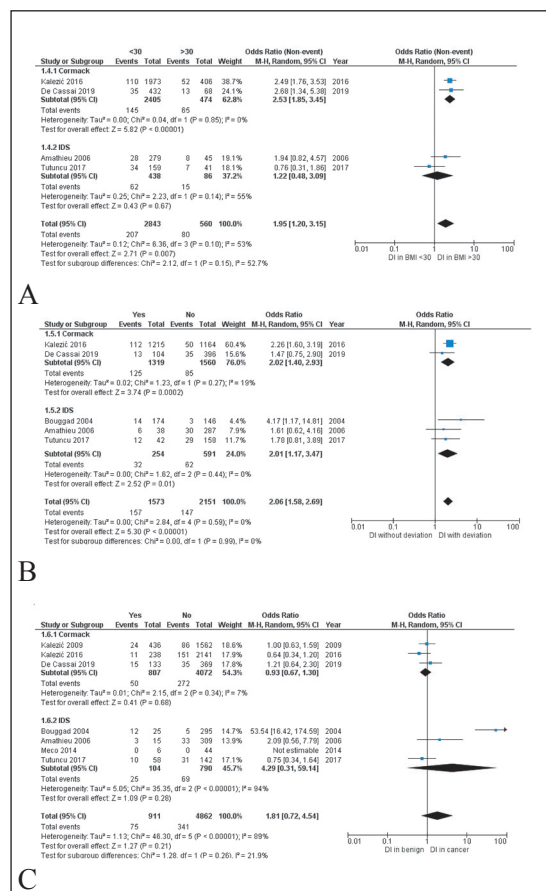 <30 >30 Odds Ratio (Non-event) Odds Ratio (Non-event)
Study or Subgroup Events Total Events Total Weight M-H, Random, 95% CI Year M-H, Random, 95% CI
1.4.1 Cormack
Kalezić 2016 110 1973 52 406 38.7% 2.49 [1.76, 3.53] 2016
De Cassai 2019 35 432 13 68 24.0% 2.68 [1.34, 5.38] 2019
Subtotal (95% CI) 2405 474 62.8% 2.53 [1.85, 3.45]
Total events 145 65
Heterogeneity: Tau² = 0.00; Chi² = 0.04, df = 1 (P = 0.85); I² = 0%
Test for overall effect: Z = 5.82 (P < 0.00001)
1.4.2 IDS
Amathieu 2006 28 279 8 45 19.1% 1.94 [0.82, 4.57] 2006
Tutuncu 2017 34 159 7 41 18.1% 0.76 [0.31, 1.86] 2017
Subtotal (95% CI) 438 86 37.2% 1.22 [0.48, 3.09]
Total events 62 15
Heterogeneity: Tau² = 0.25; Chi² = 2.23, df = 1 (P = 0.14); I² = 55%
Test for overall effect: Z = 0.43 (P = 0.67)
Total (95% CI) 2843 560 100.0% 1.95 [1.20, 3.15]
Total events 207 80
Heterogeneity: Tau² = 0.12; Chi² = 6.36, df = 3 (P = 0.10); I² = 53%
Test for overall effect: Z = 2.71 (P = 0.007)
Test for subgroup differences: Chi² = 2.12, df = 1 (P = 0.15), I² = 52.7%
0.01 0.1 1 10 100
DI in BMI <30 DI in BMI >30
A
Yes No Odds Ratio Odds Ratio
Study or Subgroup Events Total Events Total Weight M-H, Random, 95% CI Year M-H, Random, 95% CI
1.5.1 Cormack
Kalezić 2016 112 1215 50 1164 60.4% 2.26 [1.60, 3.19] 2016
De Cassai 2019 13 104 35 396 15.6% 1.47 [0.75, 2.90] 2019
Subtotal (95% CI) 1319 1560 76.0% 2.02 [1.40, 2.93]
Total events 125 85
Heterogeneity: Tau² = 0.02; Chi² = 1.23, df = 1 (P = 0.27); I² = 19%
Test for overall effect: Z = 3.74 (P = 0.0002)
1.5.2 IDS
Bouggad 2004 14 174 3 146 4.4% 4.17 [1.17, 14.81] 2004
Amathieu 2006 6 38 30 287 7.9% 1.61 [0.62, 4.16] 2006
Tutuncu 2017 12 42 29 158 11.7% 1.78 [0.81, 3.89] 2017
Subtotal (95% CI) 254 591 24.0% 2.01 [1.17, 3.47]
Total events 32 62
Heterogeneity: Tau² = 0.00; Chi² = 1.62, df = 2 (P = 0.44); I² = 0%
Test for overall effect: Z = 2.52 (P = 0.01)
Total (95% CI) 1573 2151 100.0% 2.06 [1.58, 2.69]
Total events 157 147
Heterogeneity: Tau² = 0.00; Chi² = 2.84, df = 4 (P = 0.59); I² = 0%
Test for overall effect: Z = 5.30 (P < 0.00001)
Test for subgroup differences: Chi² = 0.00, df = 1 (P = 0.99), I² = 0%
0.01 0.1 1 10 100
DI without deviation DI with deviation
B
Yes No Odds Ratio Odds Ratio
Study or Subgroup Events Total Events Total Weight M-H, Random, 95% CI Year M-H, Random, 95% CI
1.6.1 Cormack
Kalezić 2009 24 436 86 1562 18.6% 1.00 [0.63, 1.59] 2009
Kalezić 2016 11 238 151 2141 17.9% 0.64 [0.34, 1.20] 2016
De Cassai 2019 15 133 35 369 17.8% 1.21 [0.64, 2.30] 2019
Subtotal (95% CI) 807 4072 54.3% 0.93 [0.67, 1.30]
Total events 50 272
Heterogeneity: Tau² = 0.01; Chi² = 2.15, df = 2 (P = 0.34); I² = 7%
Test for overall effect: Z = 0.41 (P = 0.68)
1.6.2 IDS
Bouggad 2004 12 25 5 295 14.7% 53.54 [16.42, 174.59] 2004
Amathieu 2006 3 15 33 309 13.9% 2.09 [0.56, 7.79] 2006
Meco 2014 0 6 0 44 Not estimable 2014
Tutuncu 2017 10 58 31 142 17.1% 0.75 [0.34, 1.64] 2017
Subtotal (95% CI) 104 790 45.7% 4.29 [0.31, 59.14]
Total events 25 69
Heterogeneity: Tau² = 5.05; Chi² = 35.35, df = 2 (P < 0.00001); I² = 94%
Test for overall effect: Z = 1.09 (P = 0.28)
Total (95% CI) 911 4862 100.0% 1.81 [0.72, 4.54]
Total events 75 341
Heterogeneity: Tau² = 1.13; Chi² = 46.30, df = 5 (P < 0.00001); I² = 89%
Test for overall effect: Z = 1.27 (P = 0.21)
Test for subgroup differences: Chi² = 1.28, df = 1 (P = 0.26), I² = 21.9%
0.01 0.1 1 10 100
DI in benign DI in cancer
C